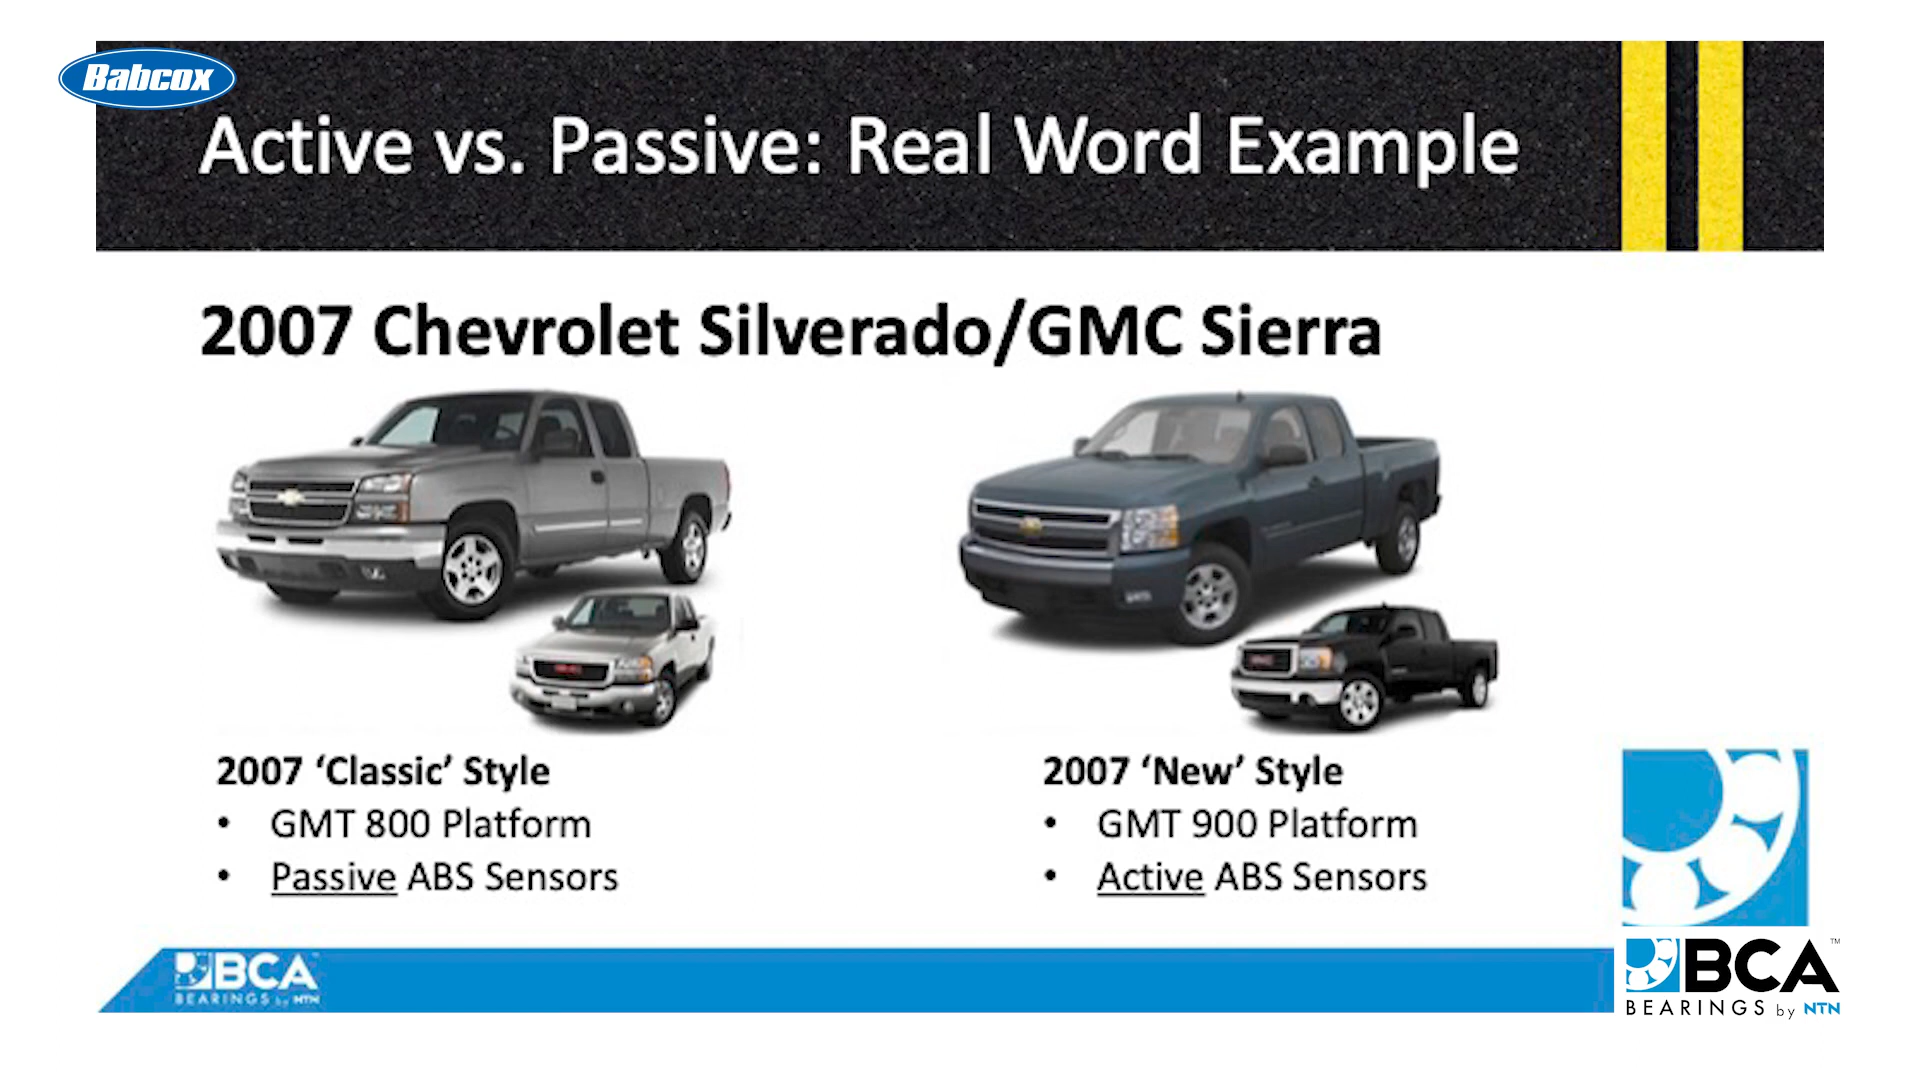 Babcox
Active vs. Passive: Real Word Example
2007 Chevrolet Silverado/GMC Sierra
2007 ‘Classic’ Style
• GMT 800 Platform
• Passive ABS Sensors
2007 ‘New’ Style
• GMT 900 Platform
• Active ABS Sensors
BCA
BEARINGS by NTN
BCA™
BEARINGS by NTN